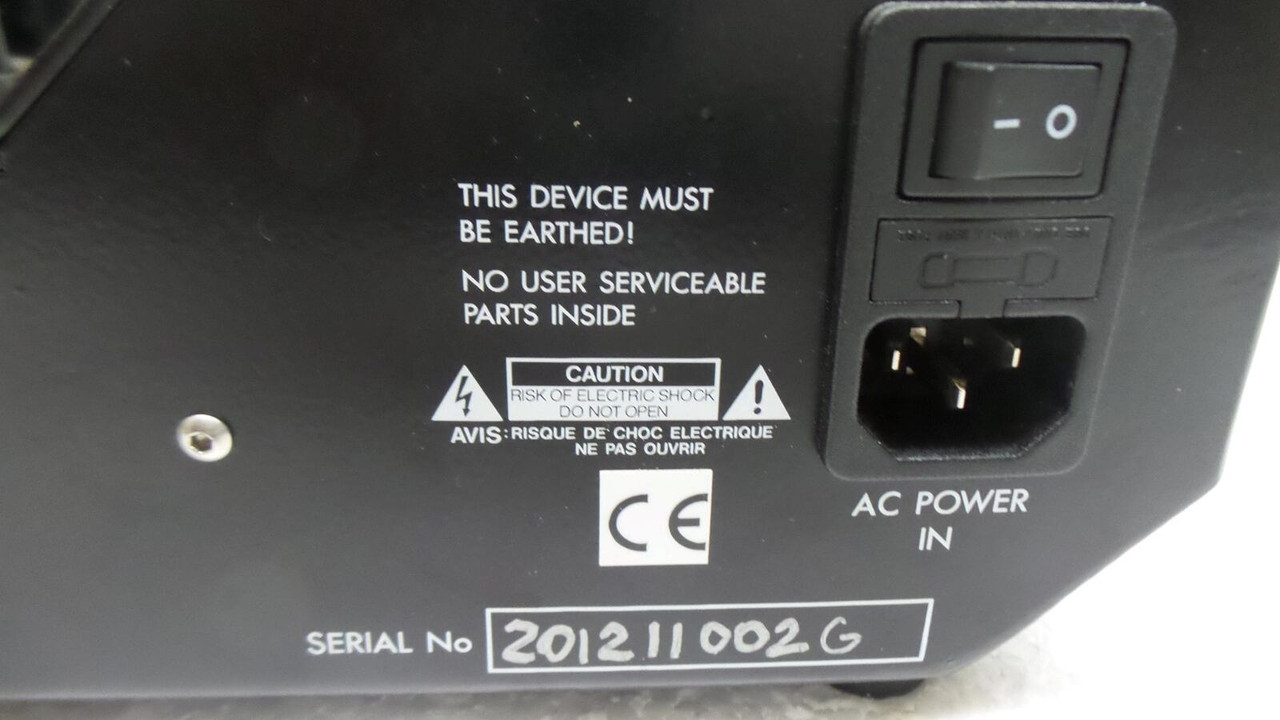 – O
THIS DEVICE MUST
BE EARTHED!
NO USER SERVICEABLE
PARTS INSIDE
CAUTION
RISK OF ELECTRIC SHOCK
DO NOT OPEN
AVIS: RISQUE DE CHOC ELECTRIQUE
NE PAS OUVRIR
CE
AC POWER
IN
SERIAL No 201211002G